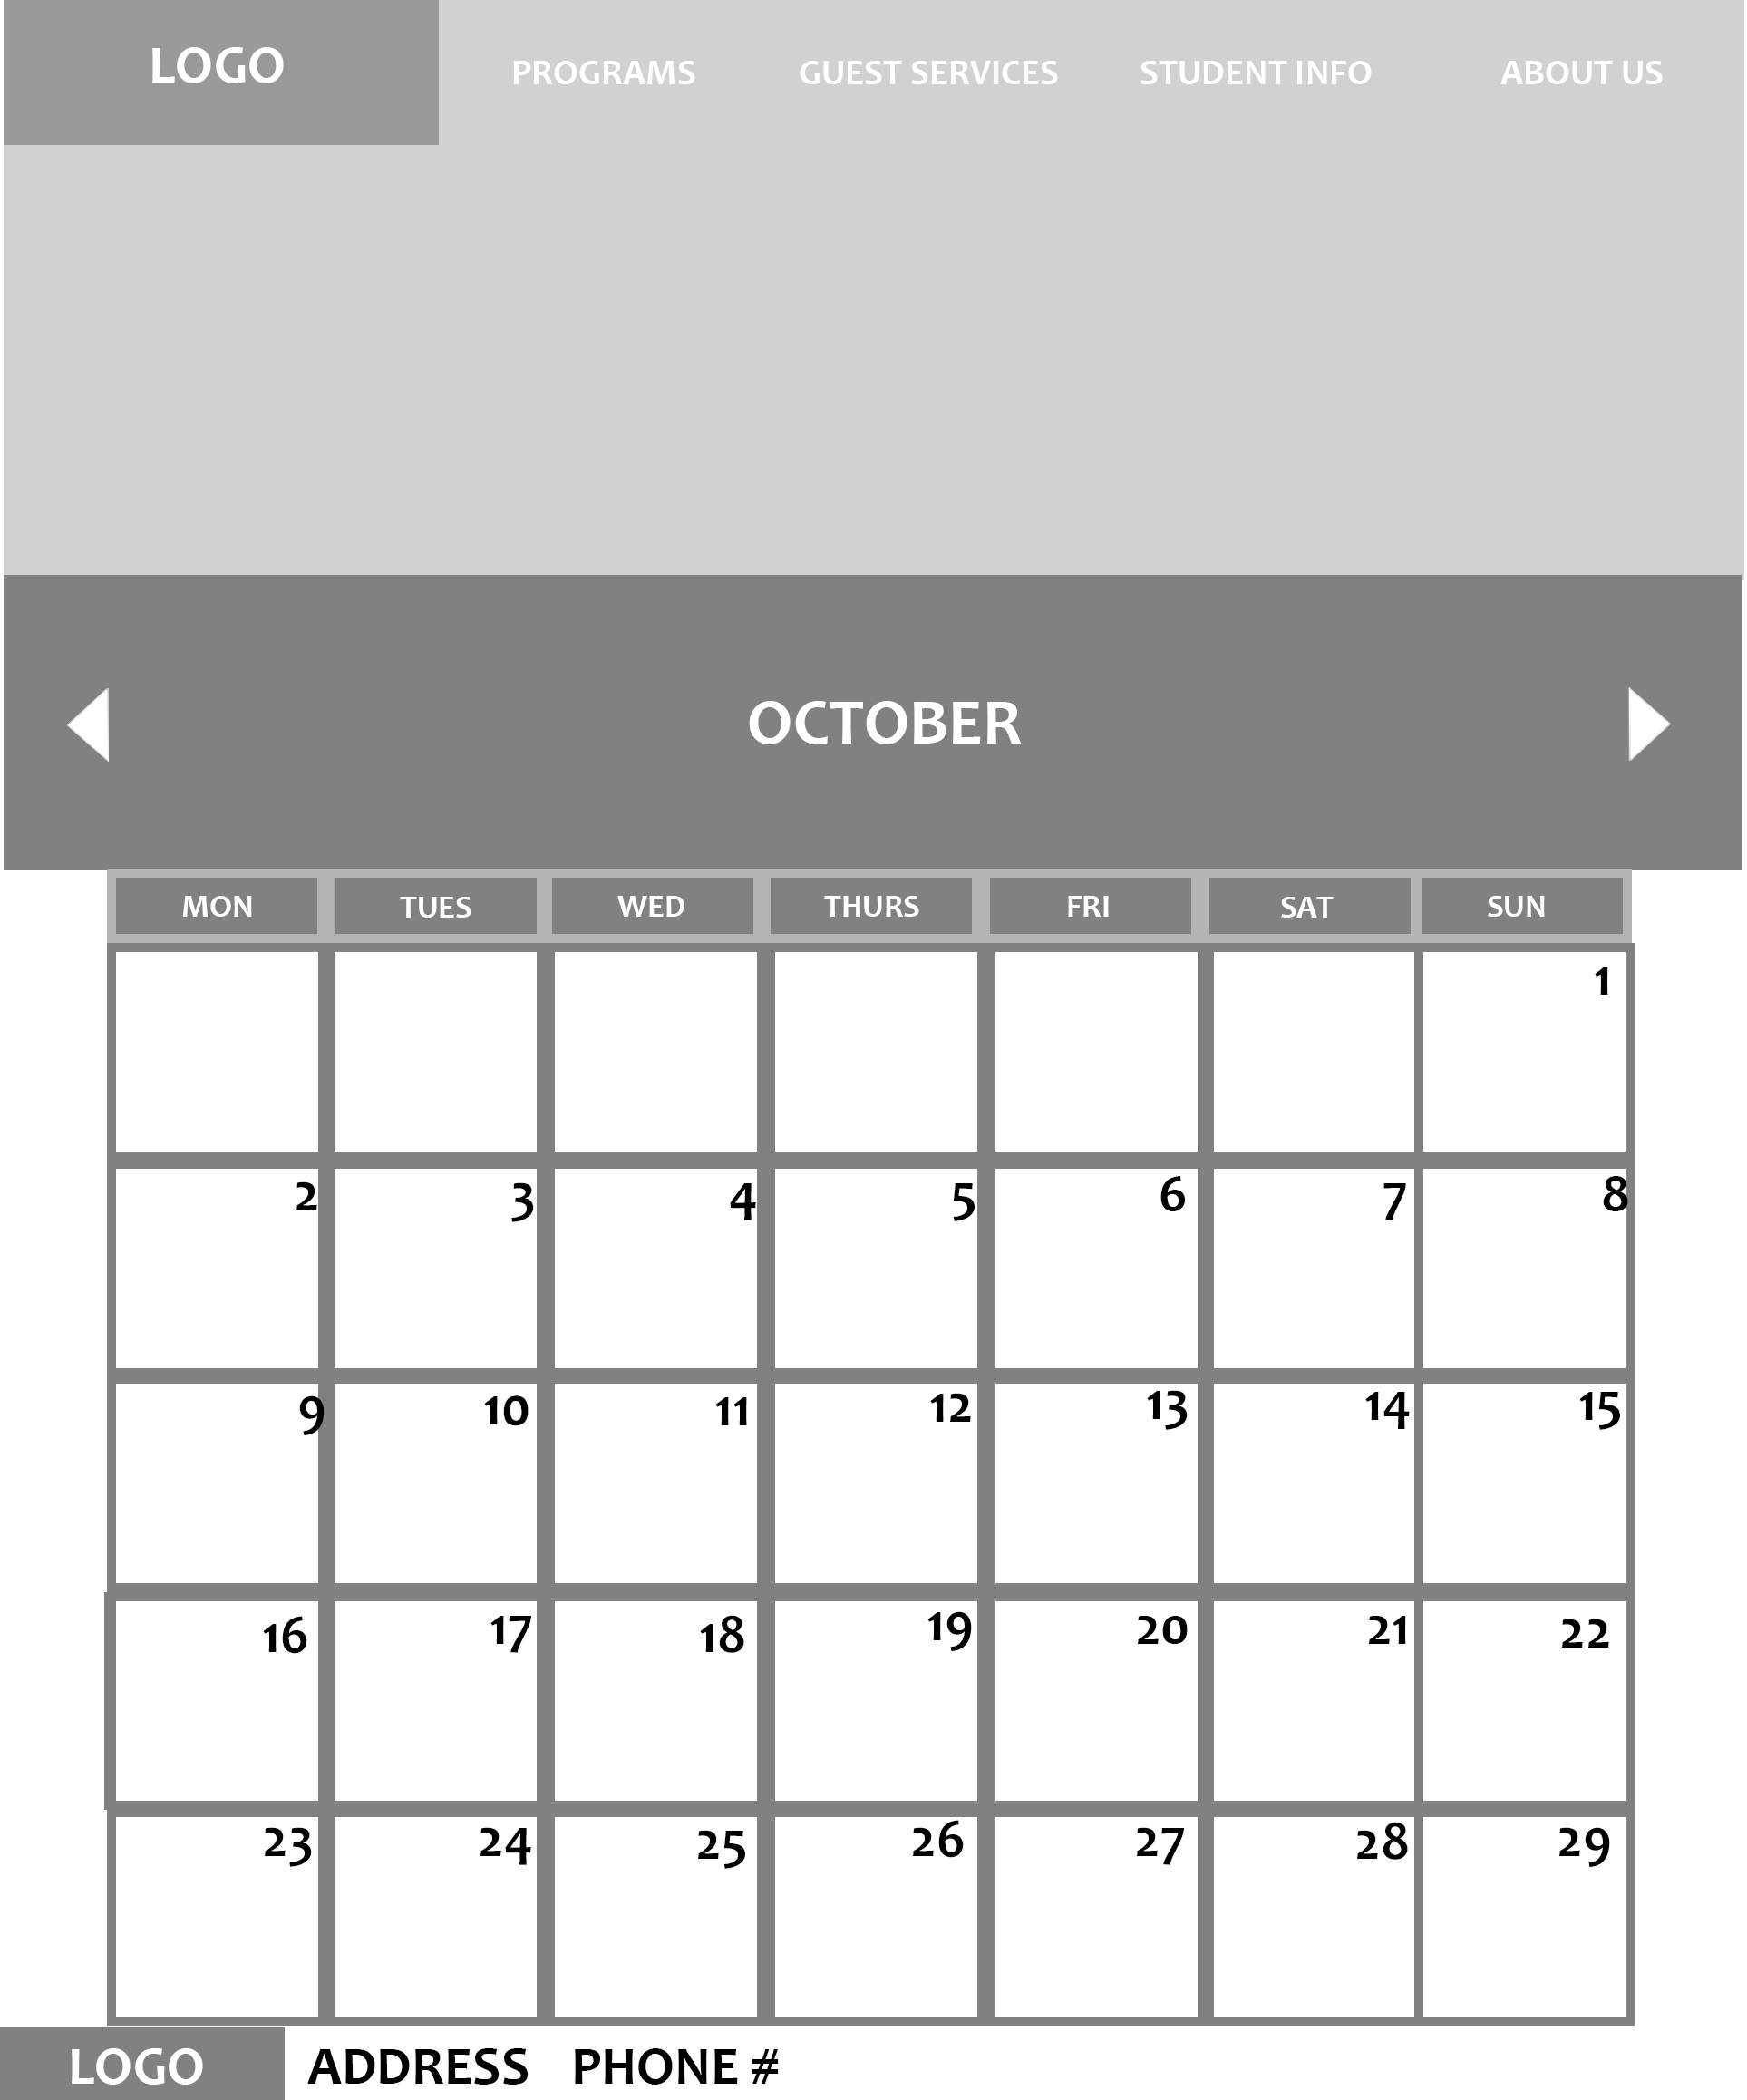 LOGO PROGRAMS GUEST SERVICES STUDENT INFO ABOUT US
OCTOBER
MON TUES WED THURS FRI SAT SUN
1
2 3 4 5 6 7 8
9 10 11 12 13 14 15
16 17 18 19 20 21 22
23 24 25 26 27 28 29
LOGO ADDRESS PHONE #